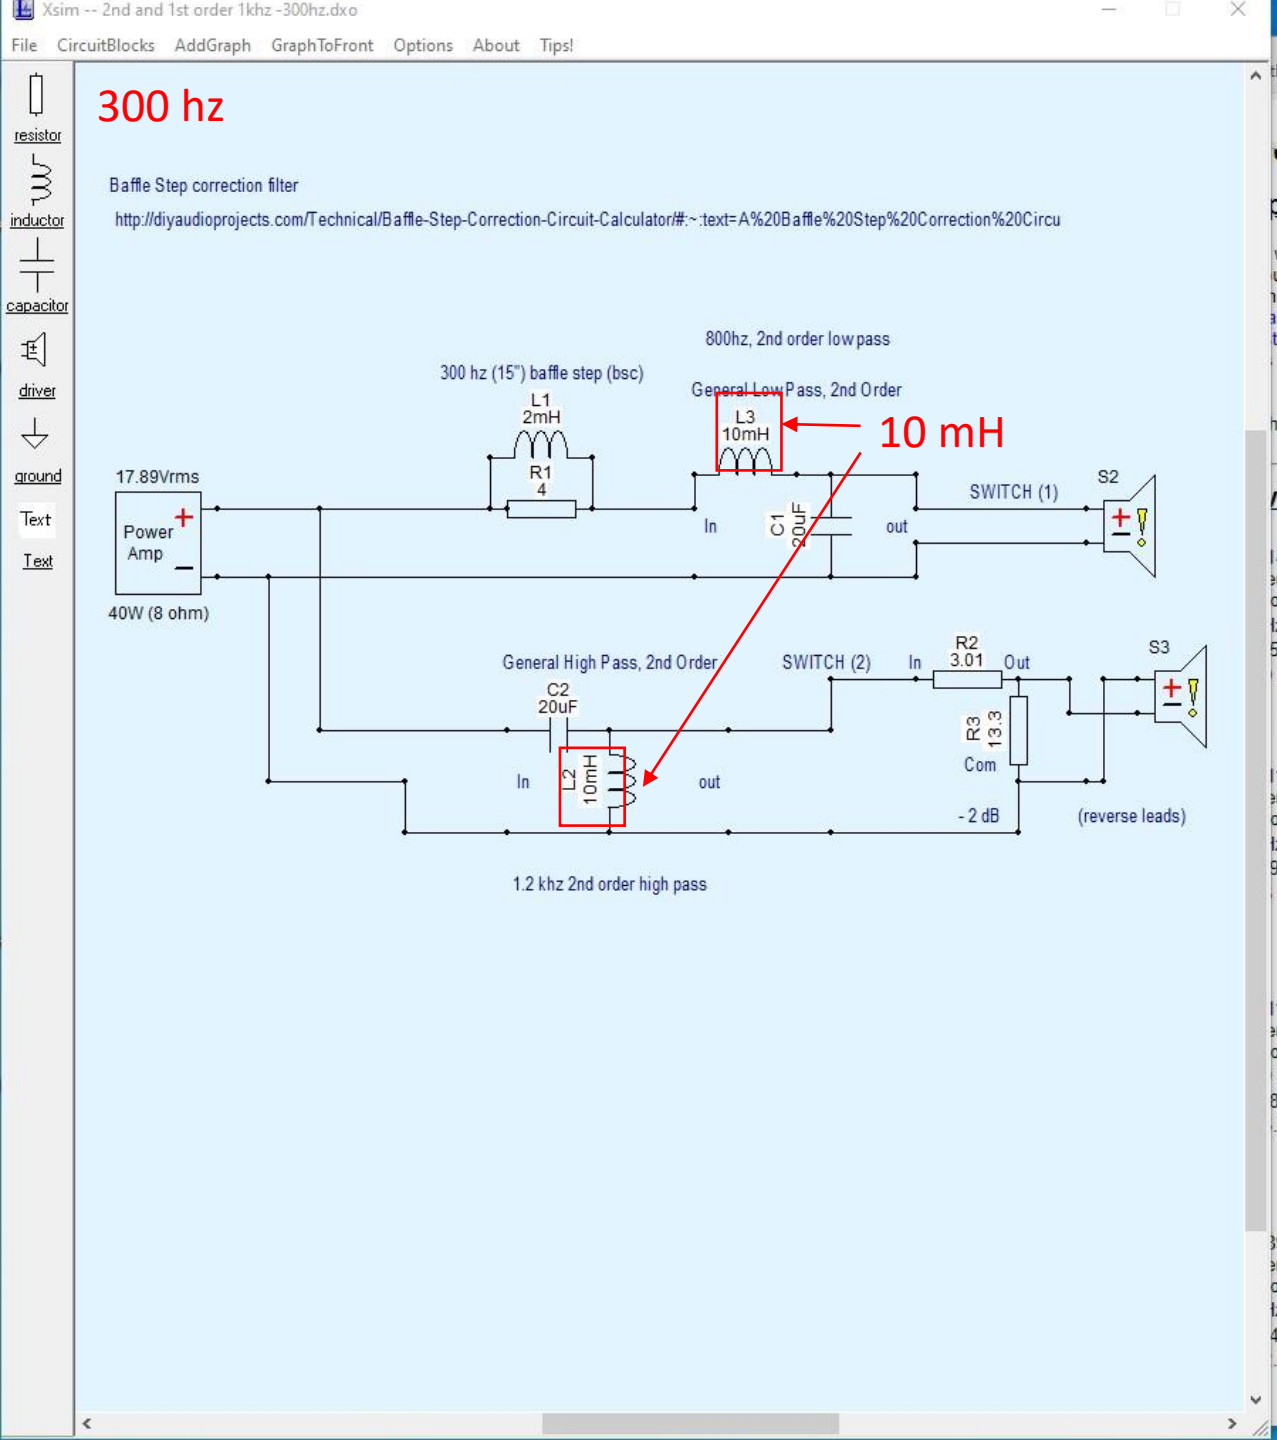 Xsim -- 2nd and 1st order 1khz -300hz.dxo
File CircuitBlocks AddGraph GraphToFront Options About Tips!
300 hz
resistor
inductor
capacitor
driver
ground
Text
Text
Baffle Step correction filter
http://diyaudioprojects.com/Technical/Baffle-Step-Correction-Circuit-Calculator/#:~:text=A%20Baffle%20Step%20Correction%20Circu
800hz, 2nd order low pass
300 hz (15") baffle step (bsc)
General Low Pass, 2nd Order
L1
2mH
L3
10mH
10 mH
R1
4
17.89Vrms
Power
Amp
+
−
40W (8 ohm)
In
C1
20uF
out
SWITCH (1)
S2
+
−
General High Pass, 2nd Order
SWITCH (2)
In
R2
3.01
Out
S3
+
−
C2
20uF
In
L2
10mH
out
R3
13.3
Com
- 2 dB
(reverse leads)
1.2 khz 2nd order high pass